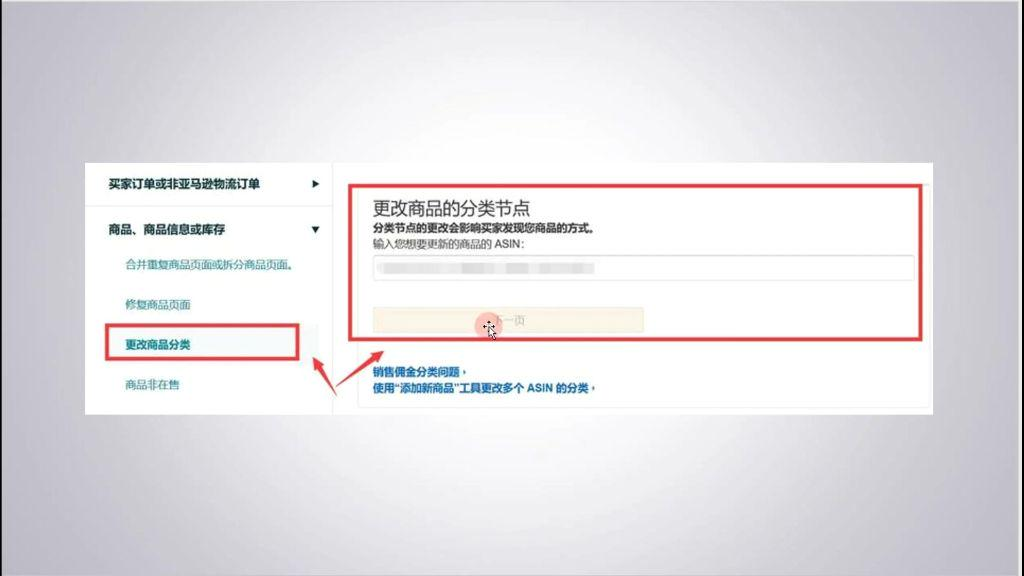 买家订单或非亚马逊物流订单
商品、商品信息或库存
合并重复商品页面或拆分商品页面。
修复商品页面
更改商品分类
商品非在售
更改商品的分类节点
分类节点的更改会影响买家发现您商品的方式。
输入您想要更新的商品的 ASIN:
下一页
销售佣金分类问题
使用“添加新商品”工具更改多个 ASIN 的分类